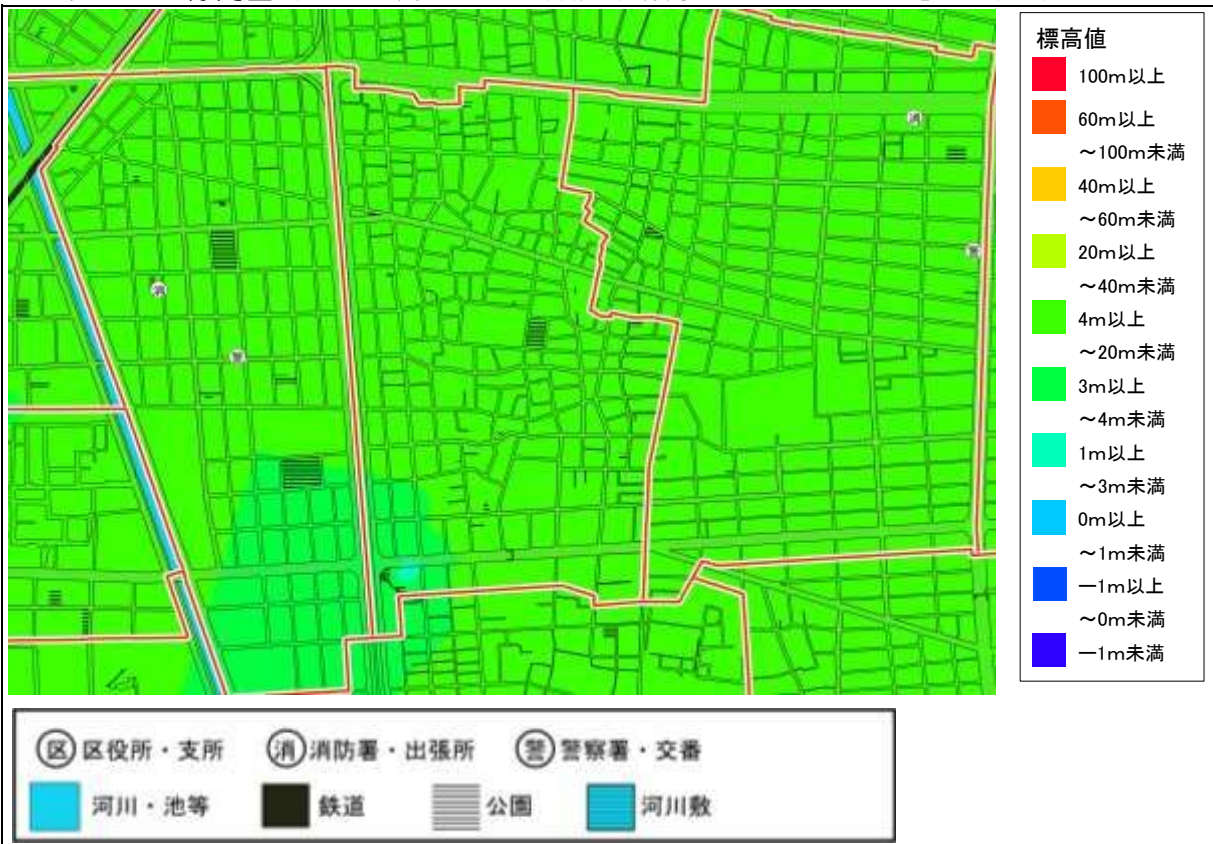 標高値
100m以上
60m以上
～100m未満
40m以上
～60m未満
20m以上
～40m未満
4m以上
～20m未満
3m以上
～4m未満
1m以上
～3m未満
0m以上
～1m未満
－1m以上
～0m未満
－1m未満
消
警
消
警
区 区役所・支所 消 消防署・出張所 警 警察署・交番
河川・池等 鉄道 公園 河川敷